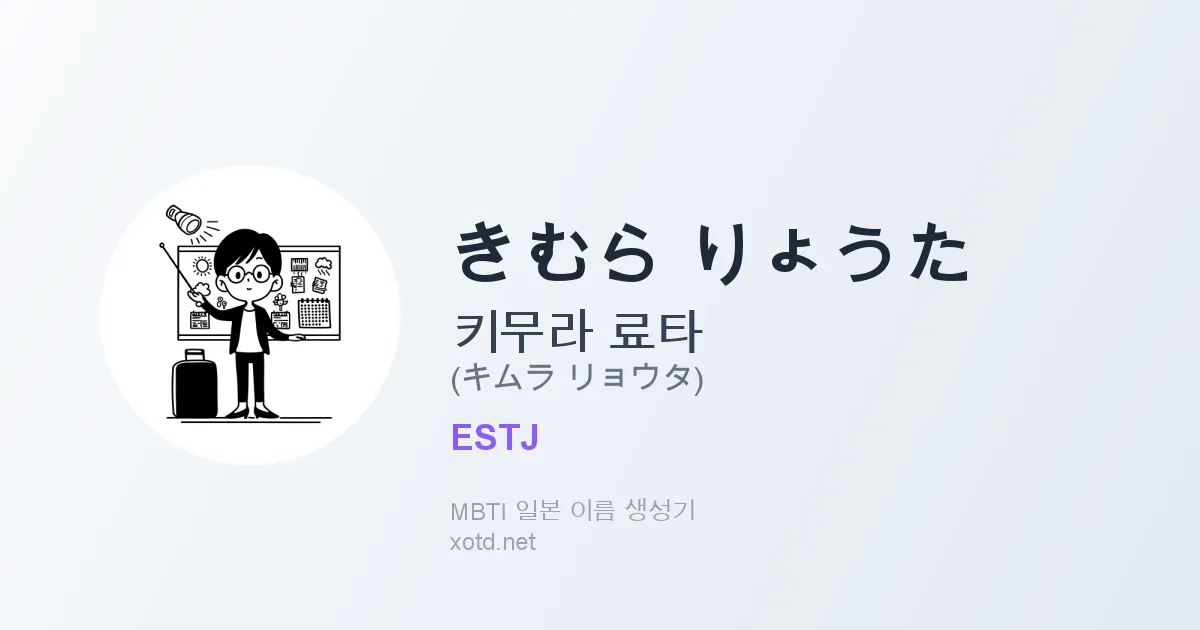 きむら りょうた
키무라 료타
(キムラ リョウタ)
ESTJ
MBTI 일본 이름 생성기
xotd.net